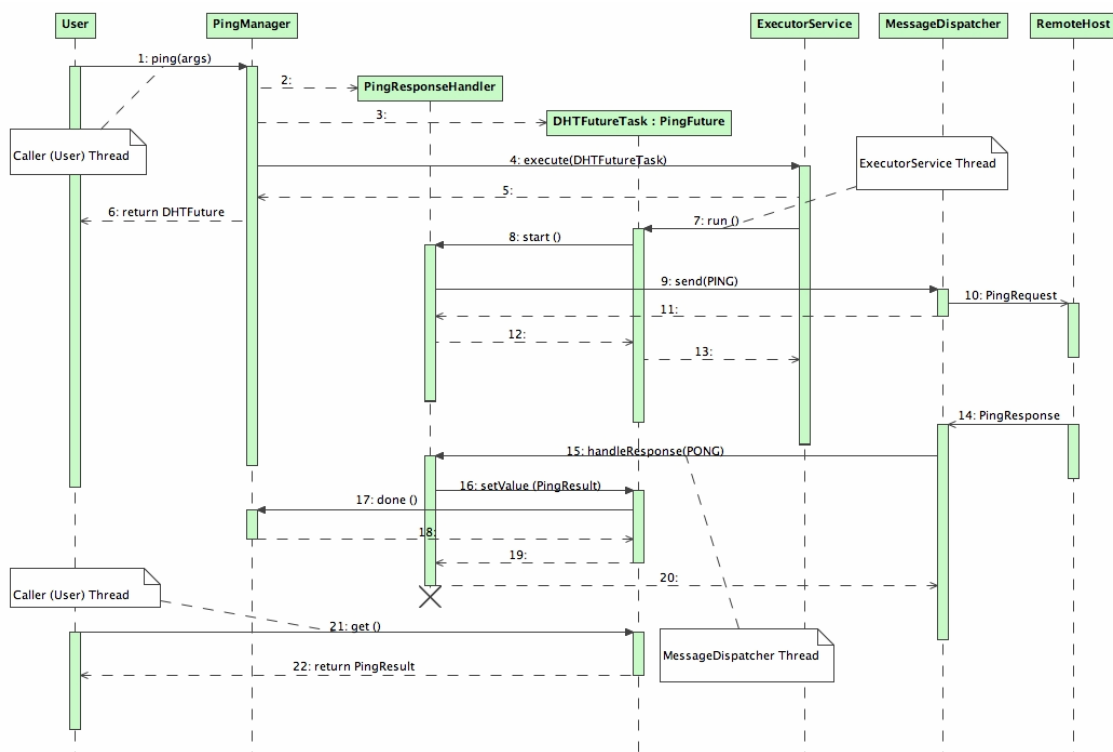 User
PingManager
ExecutorService
MessageDispatcher
RemoteHost
1: ping(args)
2:
PingResponseHandler
3:
DHTFutureTask : PingFuture
Caller (User) Thread
4: execute(DHTFutureTask)
ExecutorService Thread
5:
6: return DHTFuture
7: run ()
8: start ()
9: send(PING)
10: PingRequest
11:
12:
13:
14: PingResponse
15: handleResponse(PONG)
16: setValue (PingResult)
17: done ()
18:
19:
20:
Caller (User) Thread
21: get ()
MessageDispatcher Thread
22: return PingResult